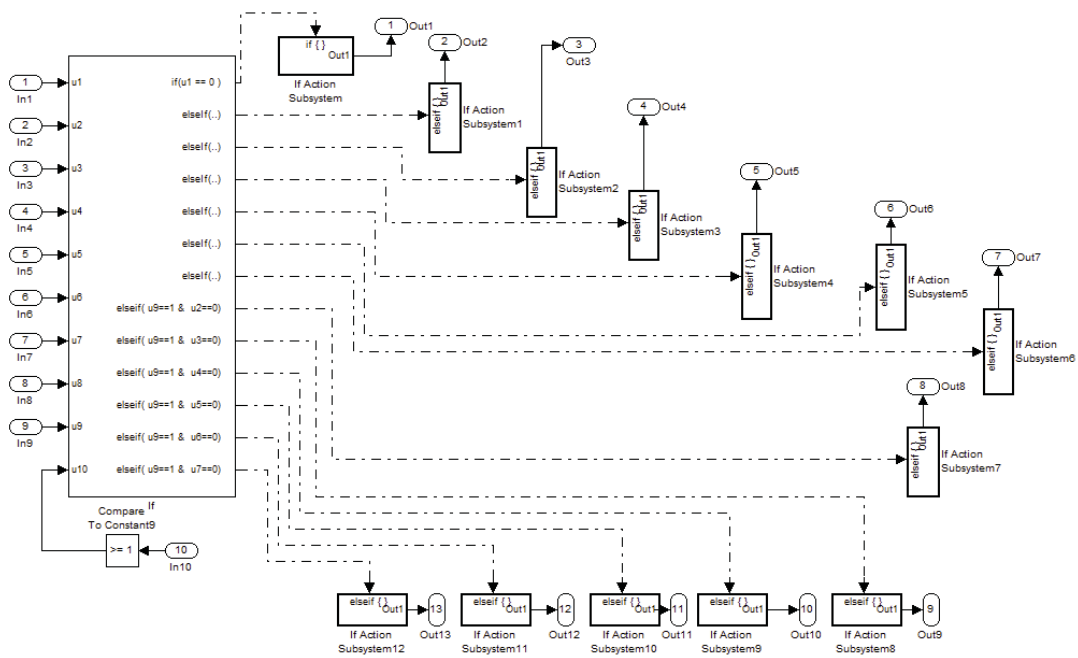 if { }
Out1
If Action
Subsystem
1
Out1
2
Out2
elseif { }
Out1
If Action
Subsystem1
3
Out3
elseif { }
Out1
If Action
Subsystem2
4
Out4
elseif { }
Out1
If Action
Subsystem3
5
Out5
elseif { }
Out1
If Action
Subsystem4
6
Out6
elseif { }
Out1
If Action
Subsystem5
7
Out7
elseif { }
Out1
If Action
Subsystem6
8
Out8
elseif { }
Out1
If Action
Subsystem7
1
In1
2
In2
3
In3
4
In4
5
In5
6
In6
7
In7
8
In8
9
In9
u1
u2
u3
u4
u5
u6
u7
u8
u9
u10
if(u1 == 0 )
elseIf(..)
elseIf(..)
elseIf(..)
elseIf(..)
elseIf(..)
elseIf(..)
elseif( u9==1 & u2==0)
elseif( u9==1 & u3==0)
elseif( u9==1 & u4==0)
elseif( u9==1 & u5==0)
elseif( u9==1 & u6==0)
elseif( u9==1 & u7==0)
If
Compare
To Constant9
>= 1
10
In10
elseif { }
Out1
If Action
Subsystem12
13
Out13
elseif { }
Out1
If Action
Subsystem11
12
Out12
elseif { }
Out1
If Action
Subsystem10
11
Out11
elseif { }
Out1
If Action
Subsystem9
10
Out10
elseif { }
Out1
If Action
Subsystem8
9
Out9